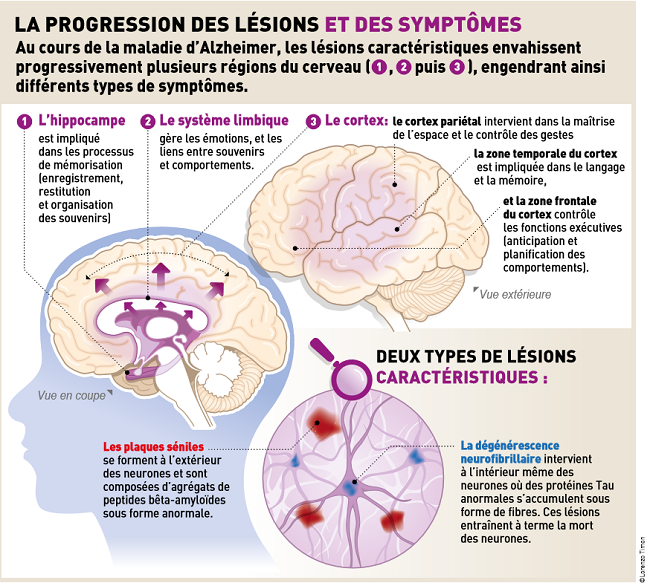 LA PROGRESSION DES LÉSIONS ET DES SYMPTÔMES
Au cours de la maladie d'Alzheimer, les lésions caractéristiques envahissent
progressivement plusieurs régions du cerveau (1, 2 puis 3), engendrant ainsi
différents types de symptômes.
1 L'hippocampe
est impliqué
dans les processus
de mémorisation
(enregistrement,
restitution
et organisation
des souvenirs)
2 Le système limbique
gère les émotions, et les
liens entre souvenirs
et comportements.
3 Le cortex: le cortex pariétal intervient dans la maîtrise
de l'espace et le contrôle des gestes
la zone temporale du cortex
est impliquée dans le langage
et la mémoire,
et la zone frontale
du cortex contrôle
les fonctions exécutives
(anticipation et
planification des
comportements).
Vue extérieure
Vue en coupe
DEUX TYPES DE LÉSIONS
CARACTÉRISTIQUES :
Les plaques séniles
se forment à l'extérieur
des neurones et sont
composées d'agrégats de
peptides bêta-amyloïdes
sous forme anormale.
La dégénérescence
neurofibrillaire intervient
à l'intérieur même des
neurones où des protéines Tau
anormales s'accumulent sous
forme de fibres. Ces lésions
entraînent à terme la mort
des neurones.
© Lorenzo Timon